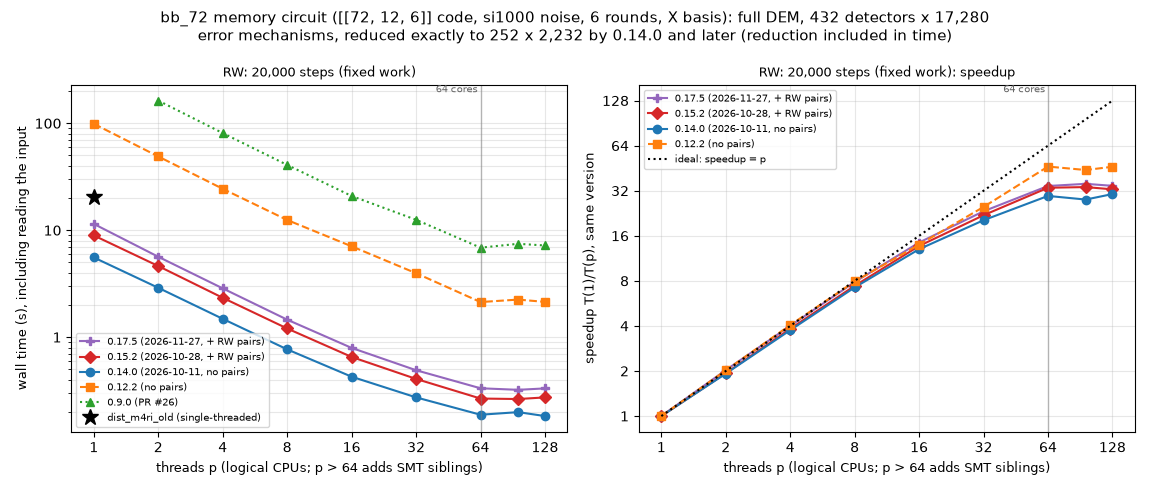 bb_72 memory circuit ([[72, 12, 6]] code, si1000 noise, 6 rounds, X basis): full DEM, 432 detectors x 17,280
error mechanisms, reduced exactly to 252 x 2,232 by 0.14.0 and later (reduction included in time)
RW: 20,000 steps (fixed work)
64 cores
100
10
1
wall time (s), including reading the input
0.17.5 (2026-11-27, + RW pairs)
0.15.2 (2026-10-28, + RW pairs)
0.14.0 (2026-10-11, no pairs)
0.12.2 (no pairs)
0.9.0 (PR #26)
dist_m4ri_old (single-threaded)
1 2 4 8 16 32 64 128
threads p (logical CPUs; p > 64 adds SMT siblings)
RW: 20,000 steps (fixed work): speedup
64 cores
0.17.5 (2026-11-27, + RW pairs)
0.15.2 (2026-10-28, + RW pairs)
0.14.0 (2026-10-11, no pairs)
0.12.2 (no pairs)
ideal: speedup = p
128
64
32
16
8
4
2
1
speedup T(1)/T(p), same version
1 2 4 8 16 32 64 128
threads p (logical CPUs; p > 64 adds SMT siblings)